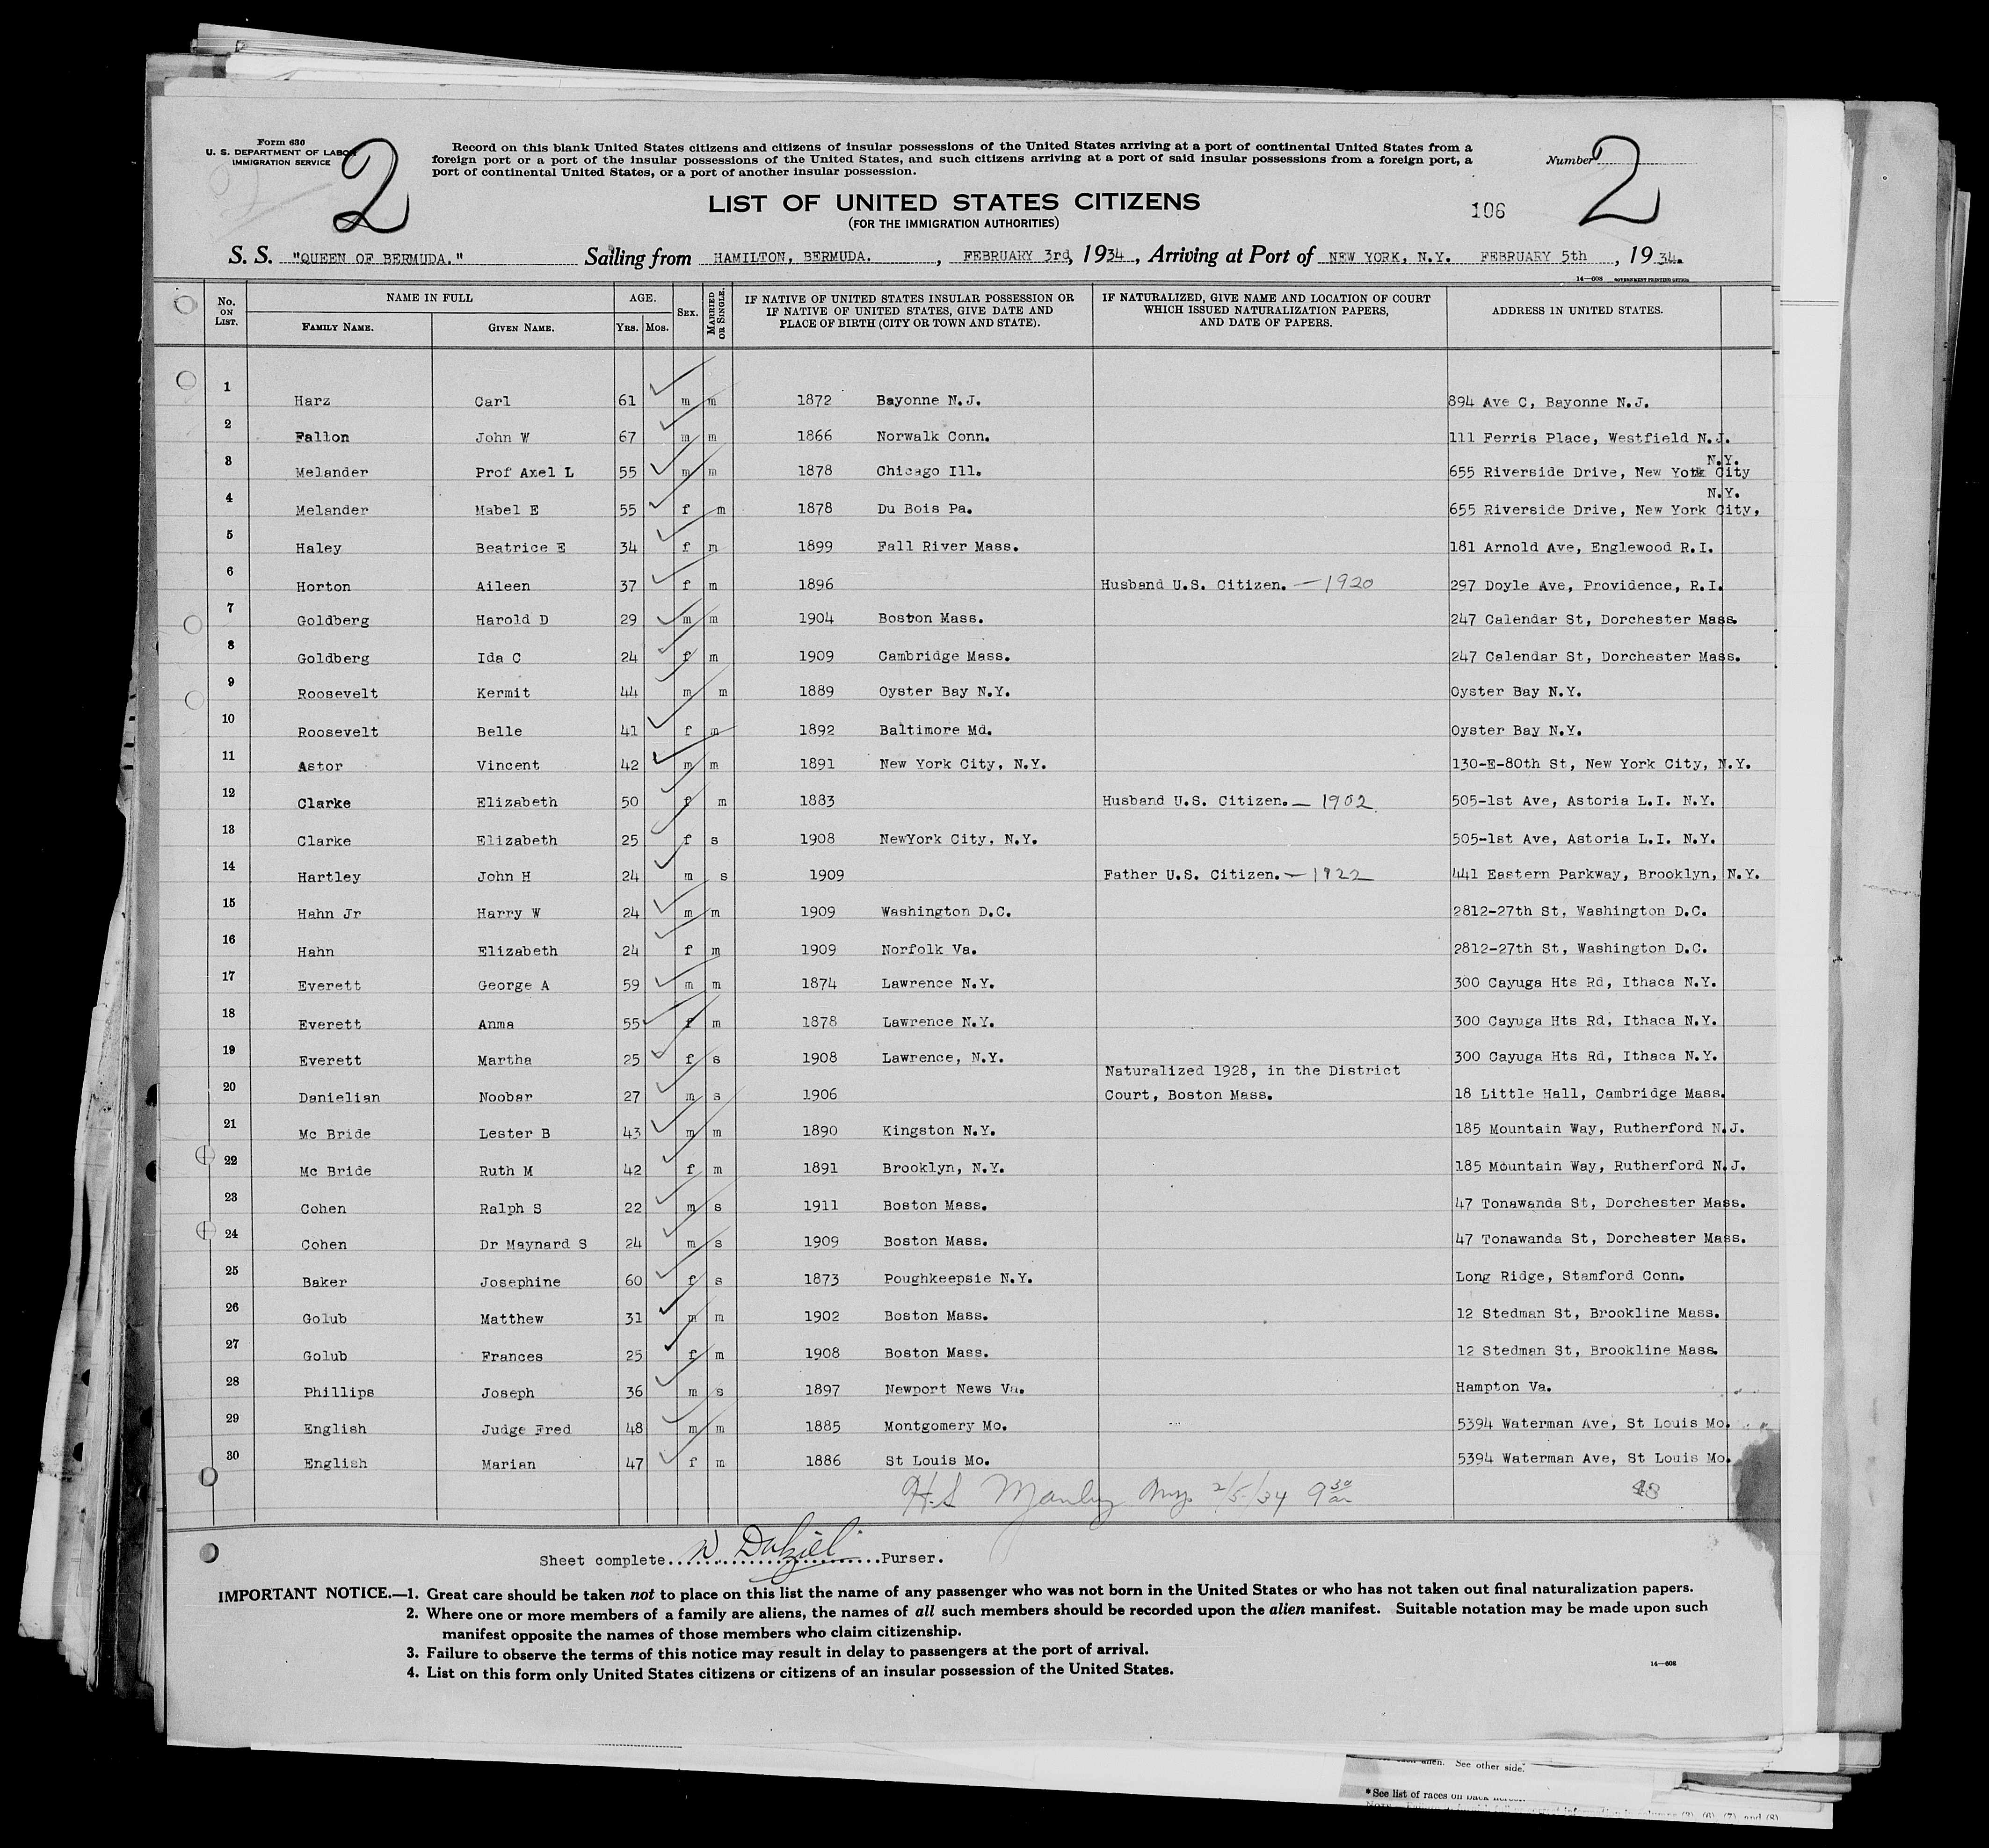 Form 630
U. S. DEPARTMENT OF LABOR
IMMIGRATION SERVICE
2
Record on this blank United States citizens and citizens of insular possessions of the United States arriving at a port of continental United States from a
foreign port or a port of the insular possessions of the United States, and such citizens arriving at a port of said insular possessions from a foreign port, a
port of continental United States, or a port of another insular possession.
Number 2
LIST OF UNITED STATES CITIZENS
(FOR THE IMMIGRATION AUTHORITIES)
106
S. S. "QUEEN OF BERMUDA." Sailing from HAMILTON, BERMUDA. , FEBRUARY 3rd, 1934, Arriving at Port of NEW YORK, N.Y. FEBRUARY 5th , 1934.
14—608 GOVERNMENT PRINTING OFFICE
No. ON LIST. NAME IN FULL FAMILY NAME. GIVEN NAME. AGE. YRS. MOS. SEX. MARRIED OR SINGLE. IF NATIVE OF UNITED STATES INSULAR POSSESSION OR IF NATIVE OF UNITED STATES, GIVE DATE AND PLACE OF BIRTH (CITY OR TOWN AND STATE). IF NATURALIZED, GIVE NAME AND LOCATION OF COURT WHICH ISSUED NATURALIZATION PAPERS, AND DATE OF PAPERS. ADDRESS IN UNITED STATES.
1 Harz Carl 61 m m 1872 Bayonne N.J. 894 Ave C, Bayonne N.J.
2 Fallon John W 67 m m 1866 Norwalk Conn. 111 Ferris Place, Westfield N.J.
3 Melander Prof Axel L 55 m m 1878 Chicago Ill. 655 Riverside Drive, New York City N.Y.
4 Melander Mabel E 55 f m 1878 Du Bois Pa. 655 Riverside Drive, New York City, N.Y.
5 Haley Beatrice E 34 f m 1899 Fall River Mass. 181 Arnold Ave, Englewood R.I.
6 Horton Aileen 37 f m 1896 Husband U.S. Citizen. — 1920 297 Doyle Ave, Providence, R.I.
7 Goldberg Harold D 29 m m 1904 Boston Mass. 247 Calendar St, Dorchester Mass.
8 Goldberg Ida C 24 f m 1909 Cambridge Mass. 247 Calendar St, Dorchester Mass.
9 Roosevelt Kermit 44 m m 1889 Oyster Bay N.Y. Oyster Bay N.Y.
10 Roosevelt Belle 41 f m 1892 Baltimore Md. Oyster Bay N.Y.
11 Astor Vincent 42 m m 1891 New York City, N.Y. 130-E-80th St, New York City, N.Y.
12 Clarke Elizabeth 50 f m 1883 Husband U.S. Citizen. — 1902 505-1st Ave, Astoria L.I. N.Y.
13 Clarke Elizabeth 25 f s 1908 NewYork City, N.Y. 505-1st Ave, Astoria L.I. N.Y.
14 Hartley John H 24 m s 1909 Father U.S. Citizen. — 1922 441 Eastern Parkway, Brooklyn, N.Y.
15 Hahn Jr Harry W 24 m m 1909 Washington D.C. 2812-27th St, Washington D.C.
16 Hahn Elizabeth 24 f m 1909 Norfolk Va. 2812-27th St, Washington D.C.
17 Everett George A 59 m m 1874 Lawrence N.Y. 300 Cayuga Hts Rd, Ithaca N.Y.
18 Everett Anma 55 f m 1878 Lawrence N.Y. 300 Cayuga Hts Rd, Ithaca N.Y.
19 Everett Martha 25 f s 1908 Lawrence, N.Y. 300 Cayuga Hts Rd, Ithaca N.Y.
20 Danielian Noobar 27 m s 1906 Naturalized 1928, in the District Court, Boston Mass. 18 Little Hall, Cambridge Mass.
21 Mc Bride Lester B 43 m m 1890 Kingston N.Y. 185 Mountain Way, Rutherford N.J.
22 Mc Bride Ruth M 42 f m 1891 Brooklyn, N.Y. 185 Mountain Way, Rutherford N.J.
23 Cohen Ralph S 22 m s 1911 Boston Mass. 47 Tonawanda St, Dorchester Mass.
24 Cohen Dr Maynard S 24 m s 1909 Boston Mass. 47 Tonawanda St, Dorchester Mass.
25 Baker Josephine 60 f s 1873 Poughkeepsie N.Y. Long Ridge, Stamford Conn.
26 Golub Matthew 31 m m 1902 Boston Mass. 12 Stedman St, Brookline Mass.
27 Golub Frances 25 f m 1908 Boston Mass. 12 Stedman St, Brookline Mass.
28 Phillips Joseph 36 m s 1897 Newport News Va. Hampton Va.
29 English Judge Fred 48 m m 1885 Montgomery Mo. 5394 Waterman Ave, St Louis Mo.
30 English Marian 47 f m 1886 St Louis Mo. 5394 Waterman Ave, St Louis Mo.
H.S Manley 2/5/34 9 30 am
Sheet complete.......................Purser.
IMPORTANT NOTICE.—1. Great care should be taken not to place on this list the name of any passenger who was not born in the United States or who has not taken out final naturalization papers.
2. Where one or more members of a family are aliens, the names of all such members should be recorded upon the alien manifest. Suitable notation may be made upon such
manifest opposite the names of those members who claim citizenship.
3. Failure to observe the terms of this notice may result in delay to passengers at the port of arrival.
4. List on this form only United States citizens or citizens of an insular possession of the United States.
14—608
alien. See other side.
* See list of races on back